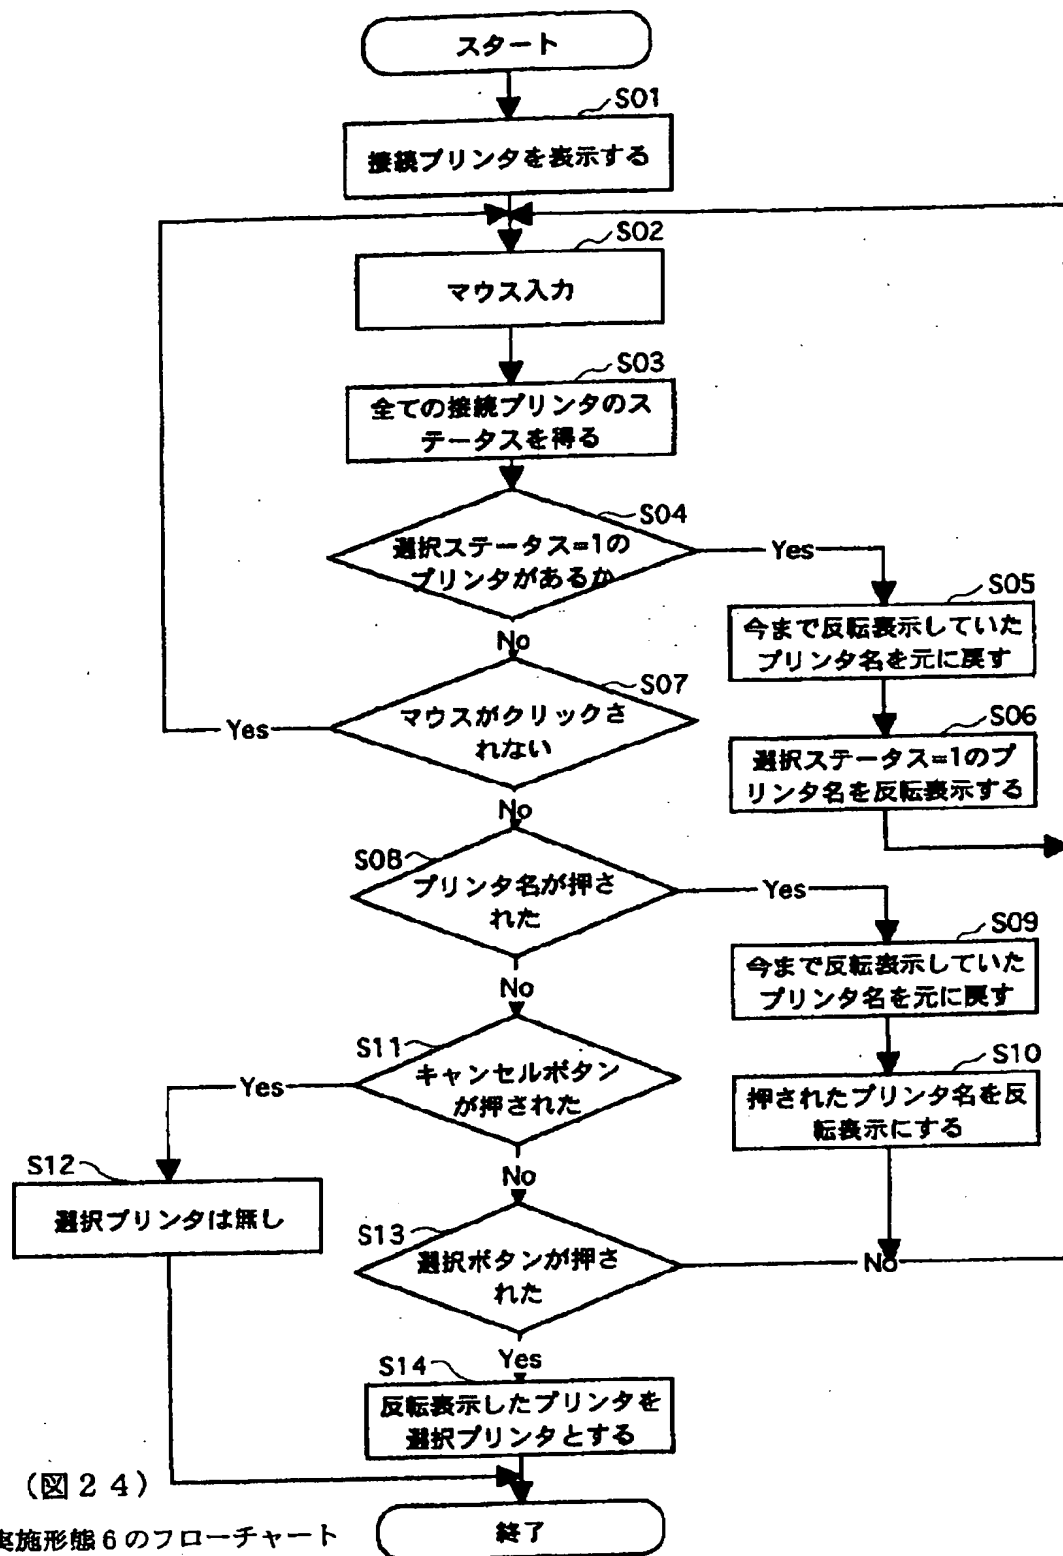 スタート
S01
接続プリンタを表示する
S02
マウス入力
S03
全ての接続プリンタのス
テータスを得る
S04
選択ステータス=1の
プリンタがあるか
Yes
S05
今まで反転表示していた
プリンタ名を元に戻す
No
S07
マウスがクリックさ
れない
Yes
S06
選択ステータス=1のプ
リンタ名を反転表示する
No
S08
プリンタ名が押さ
れた
Yes
S09
今まで反転表示していた
プリンタ名を元に戻す
No
S11
キャンセルボタン
が押された
Yes
S10
押されたプリンタ名を反
転表示にする
S12
選択プリンタは無し
No
S13
選択ボタンが押さ
れた
No
Yes
S14
反転表示したプリンタを
選択プリンタとする
(図24)
実施形態6のフローチャート
終了